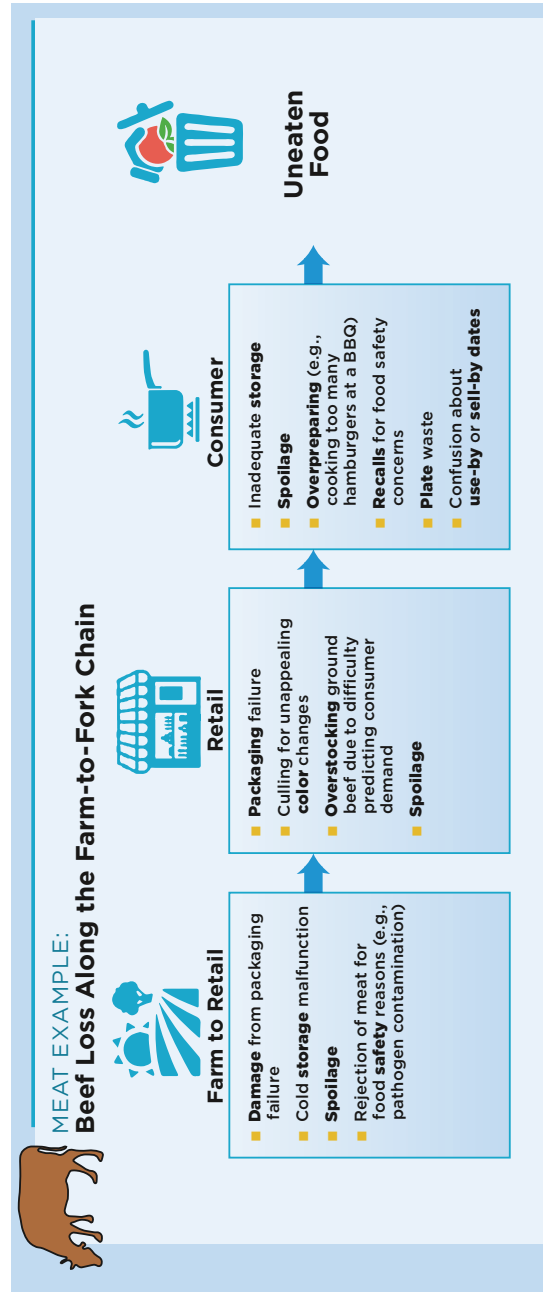 MEAT EXAMPLE:
Beef Loss Along the Farm-to-Fork Chain
Farm to Retail
■ Damage from packaging
failure
■ Cold storage malfunction
■ Spoilage
■ Rejection of meat for
food safety reasons (e.g.,
pathogen contamination)
Retail
■ Packaging failure
■ Culling for unappealing
color changes
■ Overstocking ground
beef due to difficulty
predicting consumer
demand
■ Spoilage
Consumer
■ Inadequate storage
■ Spoilage
■ Overpreparing (e.g.,
cooking too many
hamburgers at a BBQ)
■ Recalls for food safety
concerns
■ Plate waste
■ Confusion about
use-by or sell-by dates
Uneaten
Food